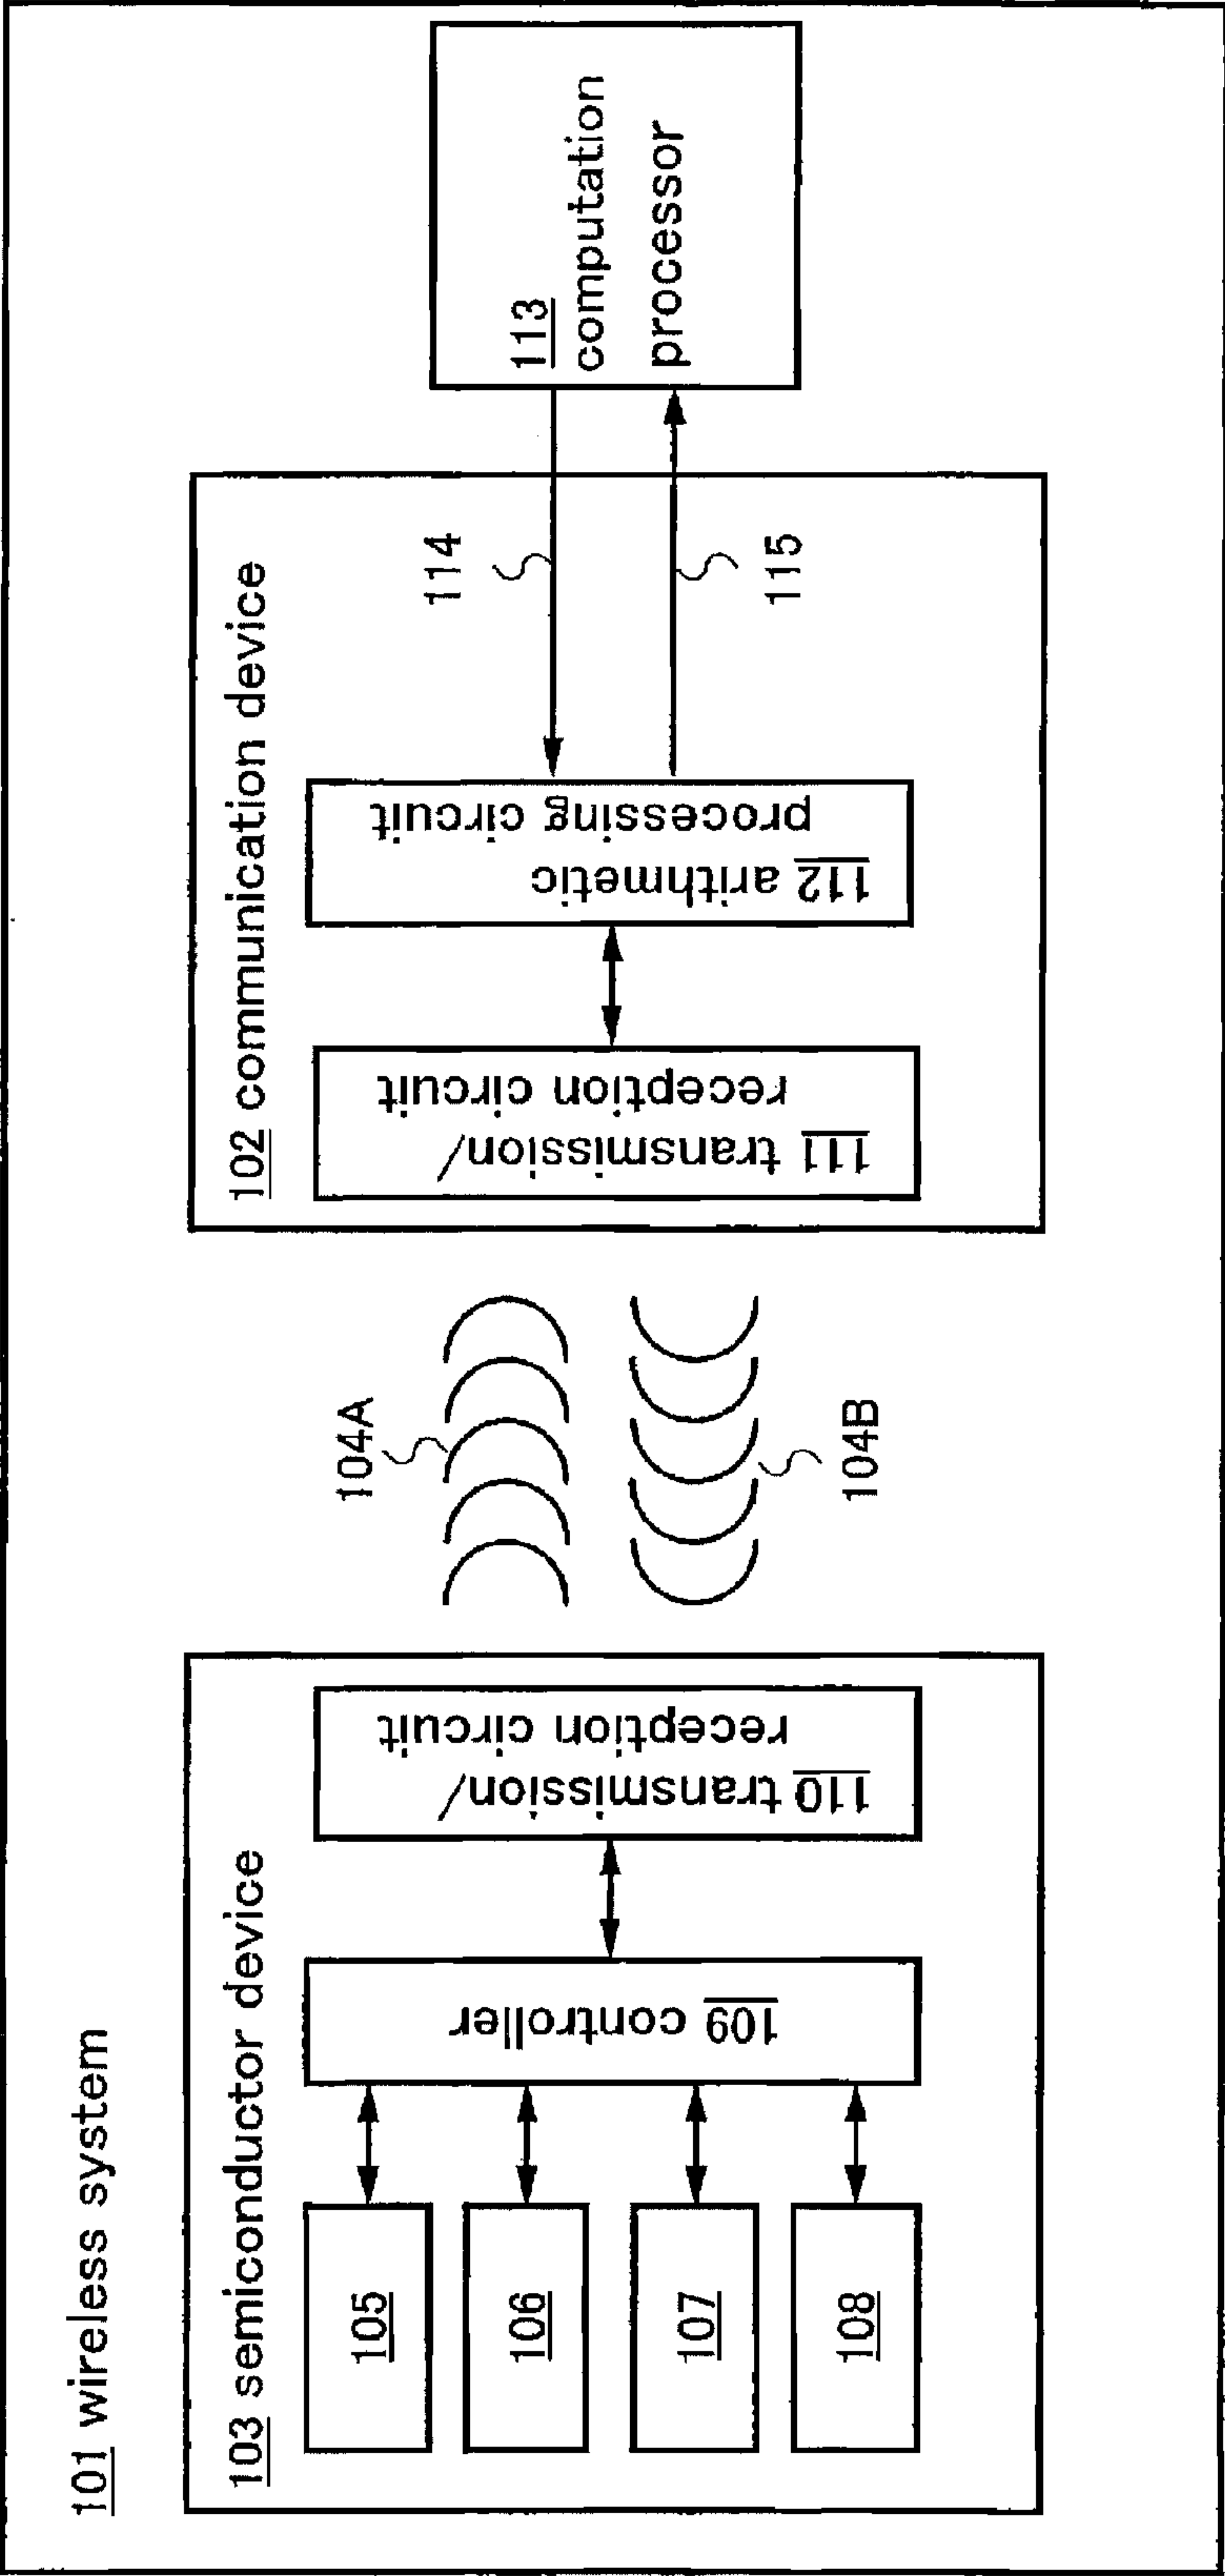 101 wireless system
103 semiconductor device
105
106
107
108
109 controller
110 transmission/
reception circuit
104A
104B
102 communication device
111 transmission/
reception circuit
112 arithmetic
processing circuit
114
115
113
computation
processor